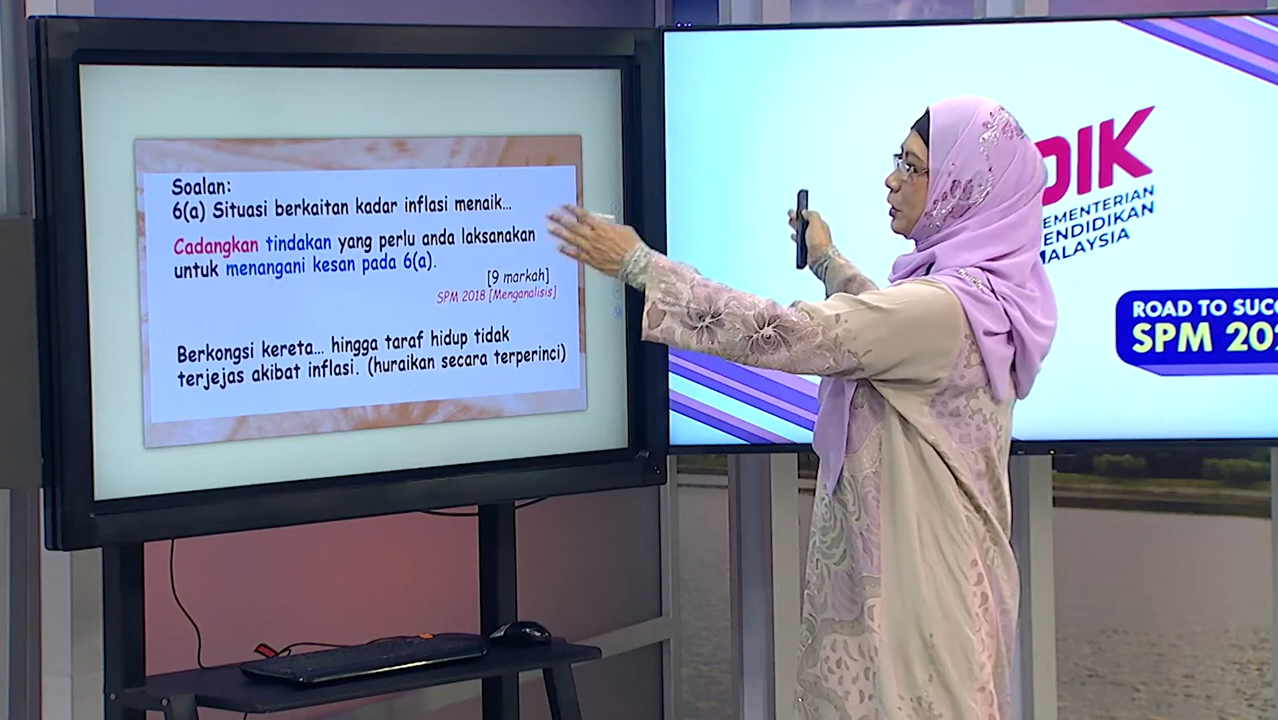 Soalan:
6(a) Situasi berkaitan kadar inflasi menaik...
Cadangkan tindakan yang perlu anda laksanakan
untuk menangani kesan pada 6(a).
[9 markah]
SPM 2018 [Menganalisis]
Berkongsi kereta... hingga taraf hidup tidak
terjejas akibat inflasi. (huraikan secara terperinci)
DIK
KEMENTERIAN
PENDIDIKAN
MALAYSIA
ROAD TO
SPM